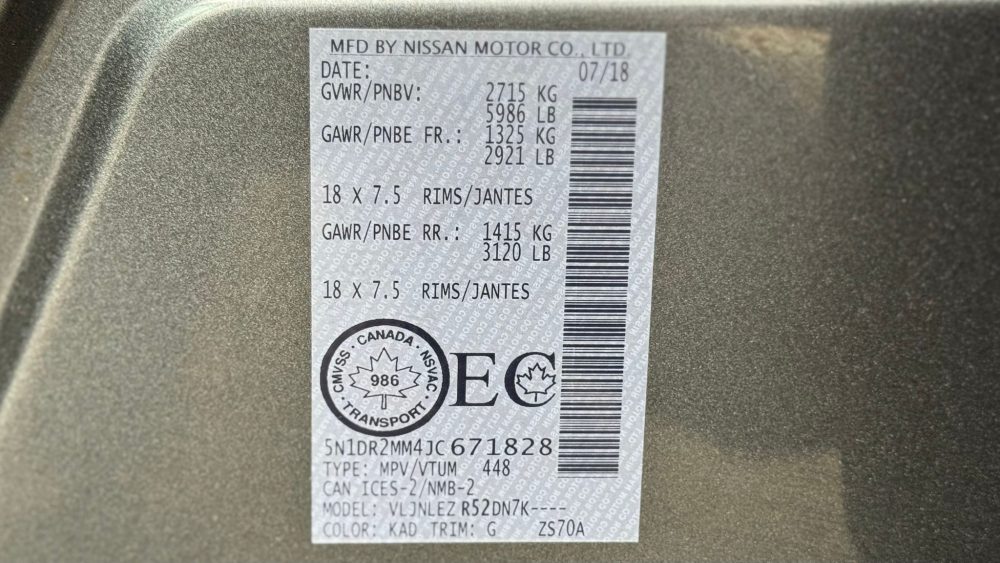 MFD BY NISSAN MOTOR CO., LTD.
DATE: 07/18
GVWR/PNBV: 2715 KG
5986 LB
GAWR/PNBE FR.: 1325 KG
2921 LB
18 X 7.5 RIMS/JANTES
GAWR/PNBE RR.: 1415 KG
3120 LB
18 X 7.5 RIMS/JANTES
CMVSS · CANADA · NSVAC · TRANSPORT ·
986
EC
5N1DR2MM4JC671828
TYPE: MPV/VTUM 448
CAN ICES-2/NMB-2
MODEL: VLJNLEZ R52DN7K----
COLOR: KAD TRIM: G ZS70A